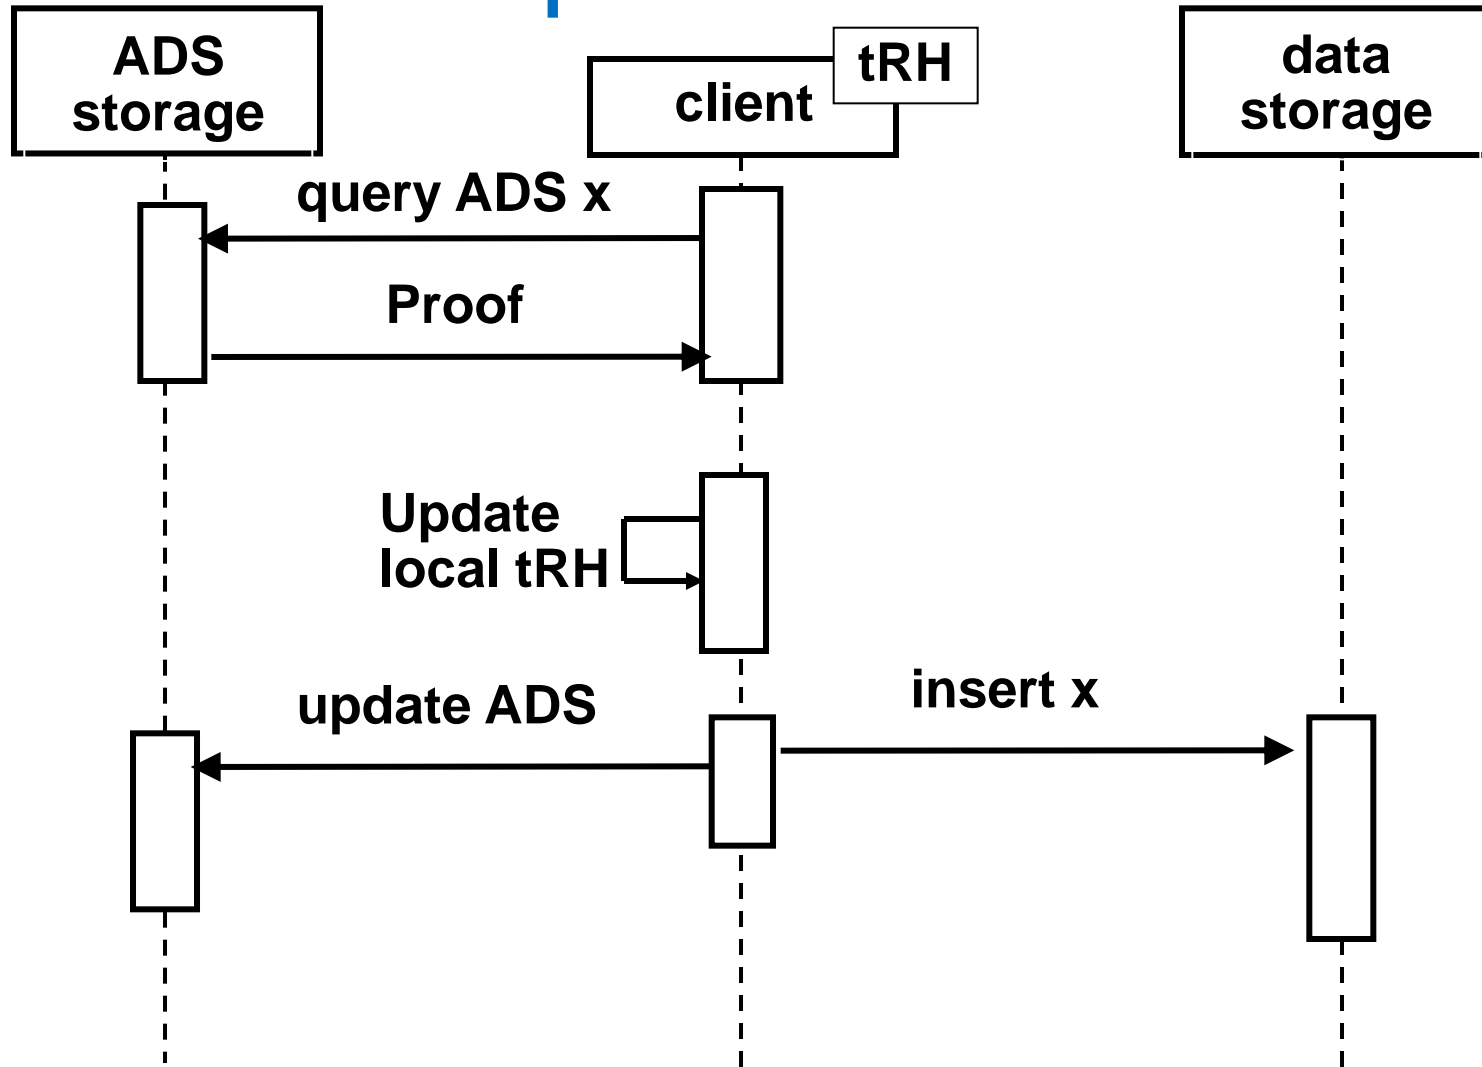 ADS
storage
client
tRH
data
storage
query ADS x
Proof
Update
local tRH
update ADS
insert x